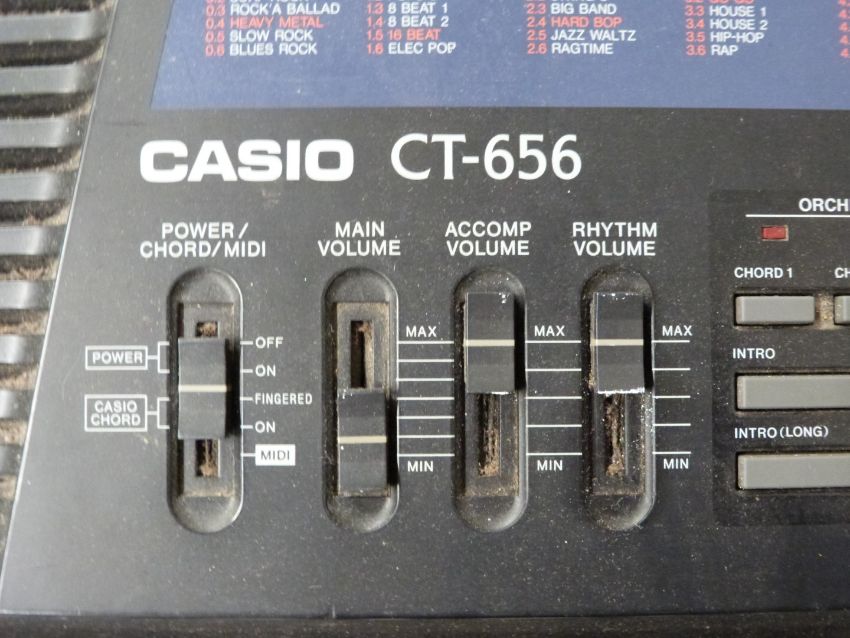 0.3 ROCK'A BALLAD
0.4 HEAVY METAL
0.5 SLOW ROCK
0.6 BLUES ROCK
1.3 8 BEAT 1
1.4 8 BEAT 2
1.5 16 BEAT
1.6 ELEC POP
2.3 BIG BAND
2.4 HARD BOP
2.5 JAZZ WALTZ
2.6 RAGTIME
3.3 HOUSE 1
3.4 HOUSE 2
3.5 HIP-HOP
3.6 RAP
CASIO CT-656
POWER /
CHORD/MIDI
MAIN
VOLUME
ACCOMP
VOLUME
RHYTHM
VOLUME
POWER
CASIO
CHORD
OFF
ON
FINGERED
ON
MIDI
MAX
MIN
MAX
MIN
MAX
MIN
ORCH
CHORD 1
CH
INTRO
INTRO (LONG)